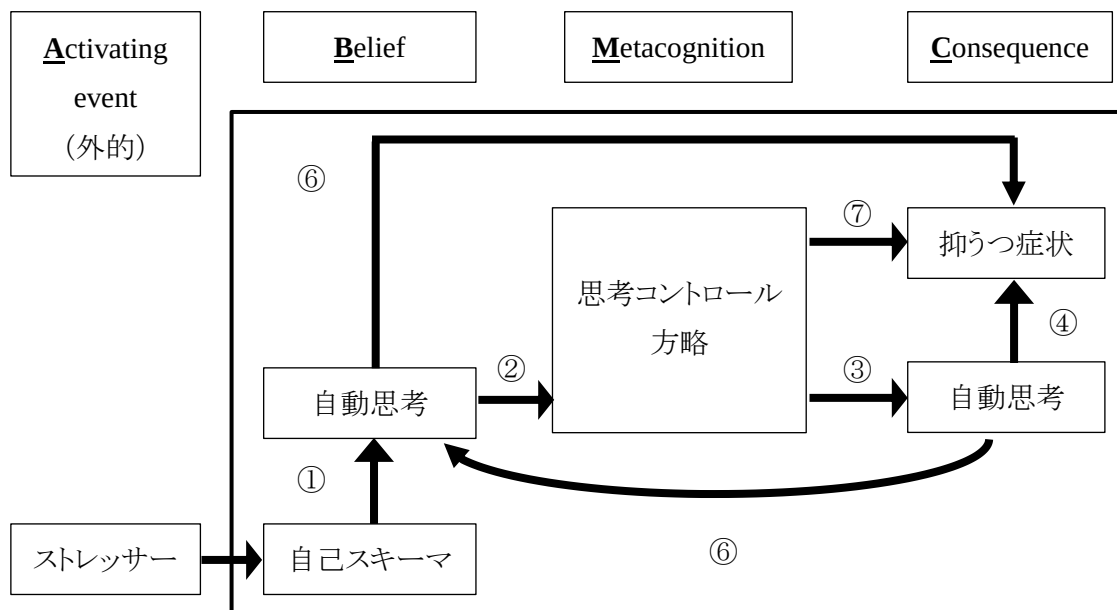 Activating
event
（外的）
Belief
Metacognition
Consequence
⑥
⑦
抑うつ症状
思考コントロール
方略
④
②
③
自動思考
自動思考
①
⑥
ストレッサー
自己スキーマ